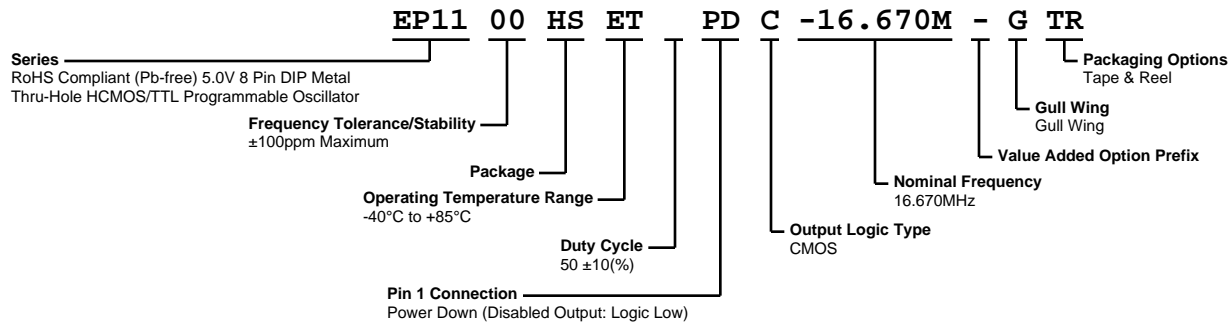 EP11 00 HS ET PD C -16.670M - G TR
Series
RoHS Compliant (Pb-free) 5.0V 8 Pin DIP Metal
Thru-Hole HCMOS/TTL Programmable Oscillator
Packaging Options
Tape & Reel
Gull Wing
Gull Wing
Frequency Tolerance/Stability
±100ppm Maximum
Value Added Option Prefix
Package
Nominal Frequency
16.670MHz
Operating Temperature Range
-40°C to +85°C
Output Logic Type
CMOS
Duty Cycle
50 ±10(%)
Pin 1 Connection
Power Down (Disabled Output: Logic Low)